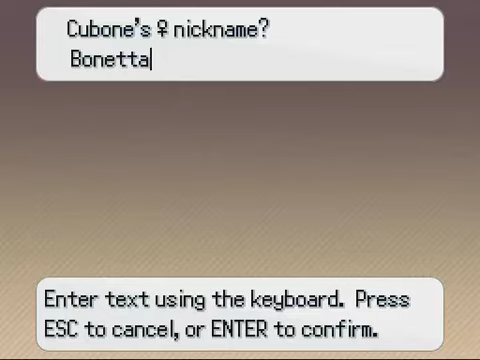 Cubone's ♀ nickname?
Bonetta
Enter text using the keyboard. Press
ESC to cancel, or ENTER to confirm.